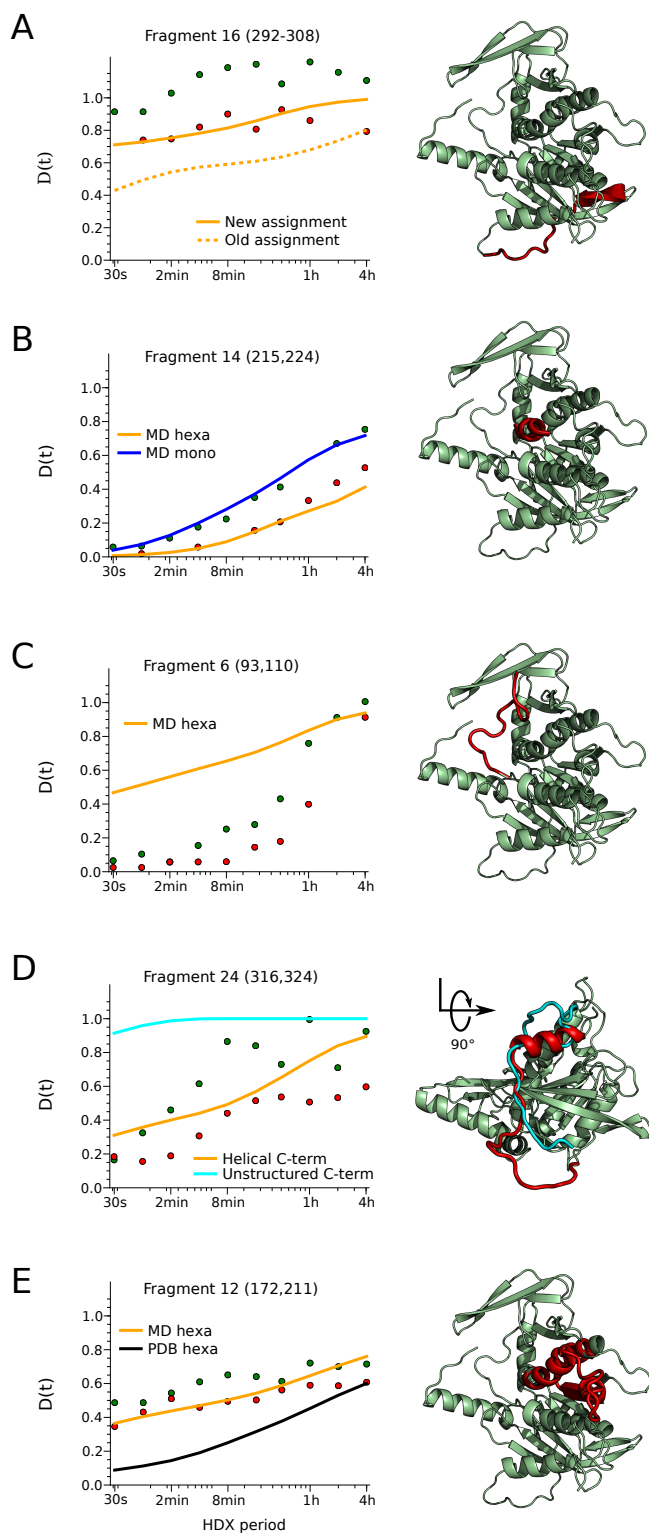 A
Fragment 16 (292-308)
D(t)
1.0
0.8
0.6
0.4
0.2
0.0
New assignment
Old assignment
30s 2min 8min 1h 4h
B
Fragment 14 (215,224)
D(t)
1.0
0.8
0.6
0.4
0.2
0.0
MD hexa
MD mono
30s 2min 8min 1h 4h
C
Fragment 6 (93,110)
D(t)
1.0
0.8
0.6
0.4
0.2
0.0
MD hexa
30s 2min 8min 1h 4h
D
Fragment 24 (316,324)
D(t)
1.0
0.8
0.6
0.4
0.2
0.0
Helical C-term
Unstructured C-term
30s 2min 8min 1h 4h
90°
E
Fragment 12 (172,211)
D(t)
1.0
0.8
0.6
0.4
0.2
0.0
MD hexa
PDB hexa
30s 2min 8min 1h 4h
HDX period